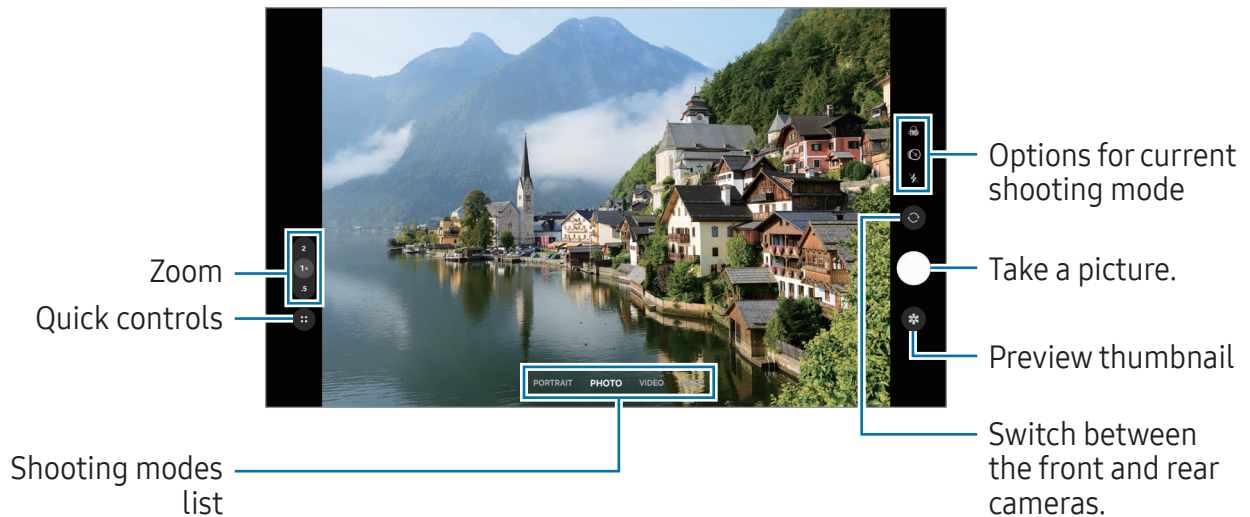 Options for current
shooting mode
2
1×
.5
Zoom
Quick controls
Take a picture.
Preview thumbnail
PORTRAIT PHOTO VIDEO
Shooting modes
list
Switch between
the front and rear
cameras.